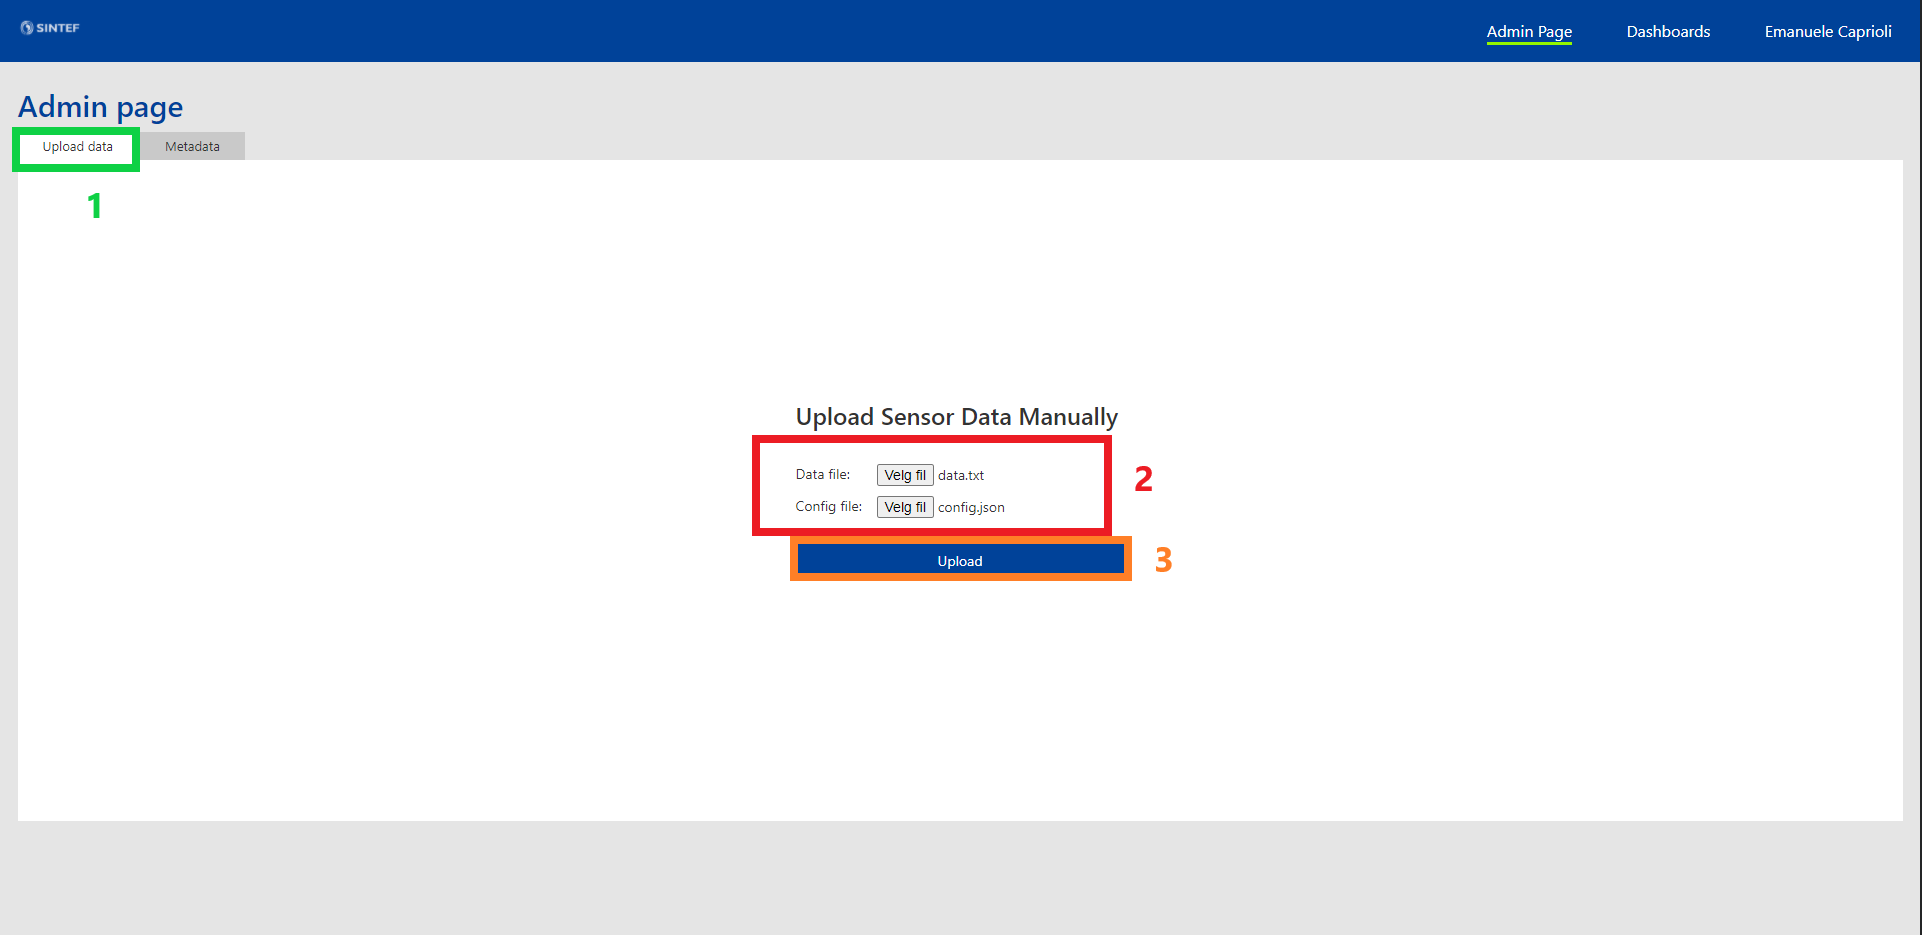 SINTEF
Admin Page Dashboards Emanuele Caprioli
Admin page
Upload data Metadata
1
Upload Sensor Data Manually
Data file: Velg fil data.txt
2
Config file: Velg fil config.json
Upload
3